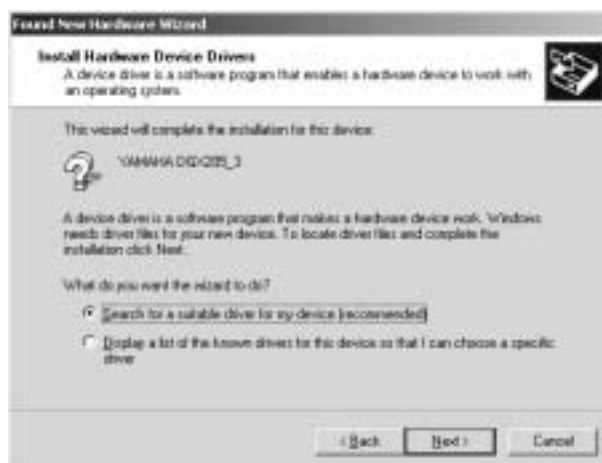 Found New Hardware Wizard
Install Hardware Device Drivers
A device driver is a software program that enables a hardware device to work with
an operating system.
This wizard will complete the installation for this device:
YAMAHA
A device driver is a software program that makes a hardware device work. Windows
needs driver files for your new device. To locate driver files and complete the
installation click Next.
What do you want the wizard to do?
Search for a suitable driver for my device (recommended)
Display a list of the known drivers for this device so that I can choose a specific
driver
< Back Next > Cancel